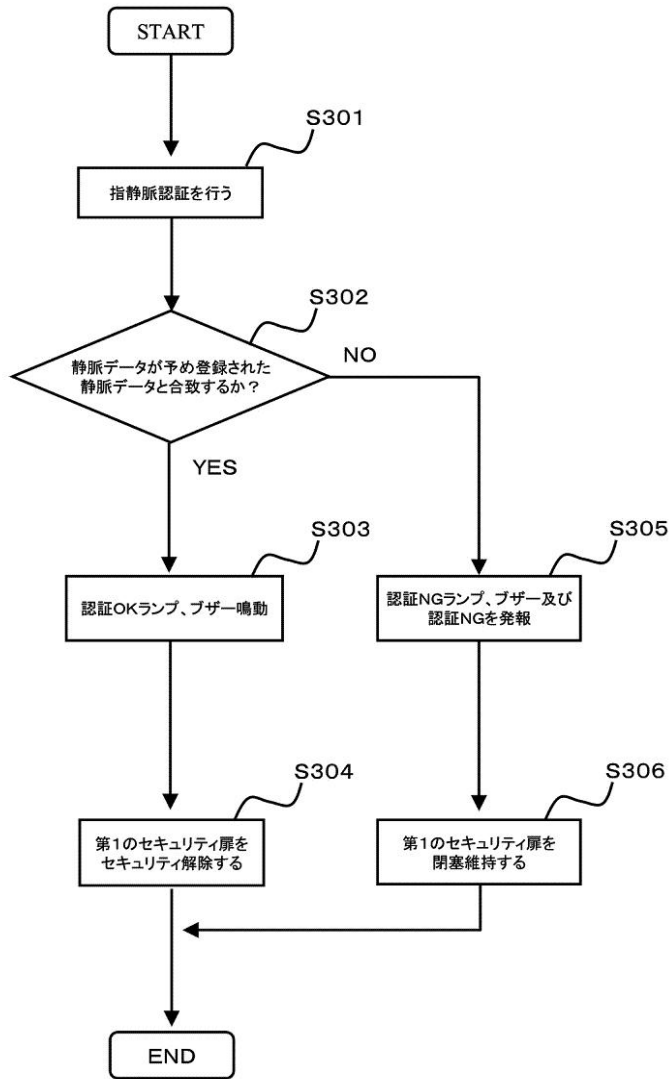 START
S301
指静脈認証を行う
S302
静脈データが予め登録された
静脈データと合致するか？
NO
YES
S303
認証OKランプ、ブザー鳴動
S305
認証NGランプ、ブザー及び
認証NGを発報
S304
第1のセキュリティ扉を
セキュリティ解除する
S306
第1のセキュリティ扉を
閉塞維持する
END